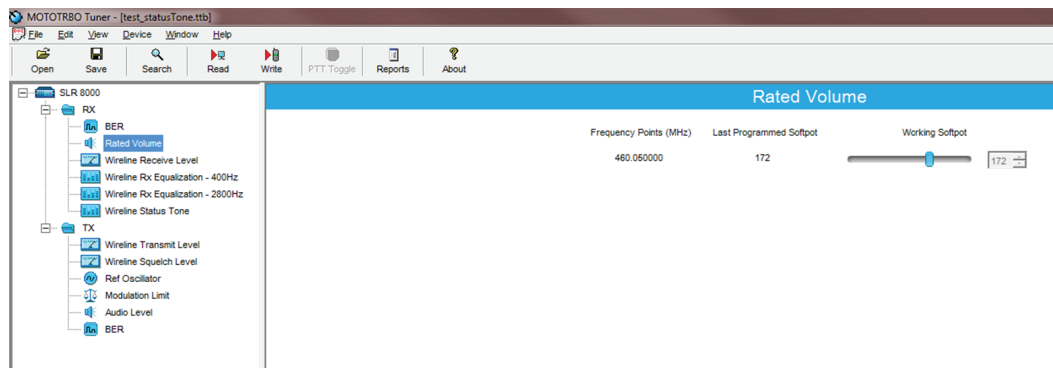 MOTOTRBO Tuner - [test_statusTone.ttb]
File Edit View Device Window Help
Open Save Search Read Write PTT Toggle Reports About
SLR 8000
RX
BER
Rated Volume
Wireline Receive Level
Wireline Rx Equalization - 400Hz
Wireline Rx Equalization - 2800Hz
Wireline Status Tone
TX
Wireline Transmit Level
Wireline Squelch Level
Ref Oscillator
Modulation Limit
Audio Level
BER
Rated Volume
Frequency Points (MHz) Last Programmed Softpot Working Softpot
460.050000 172 172